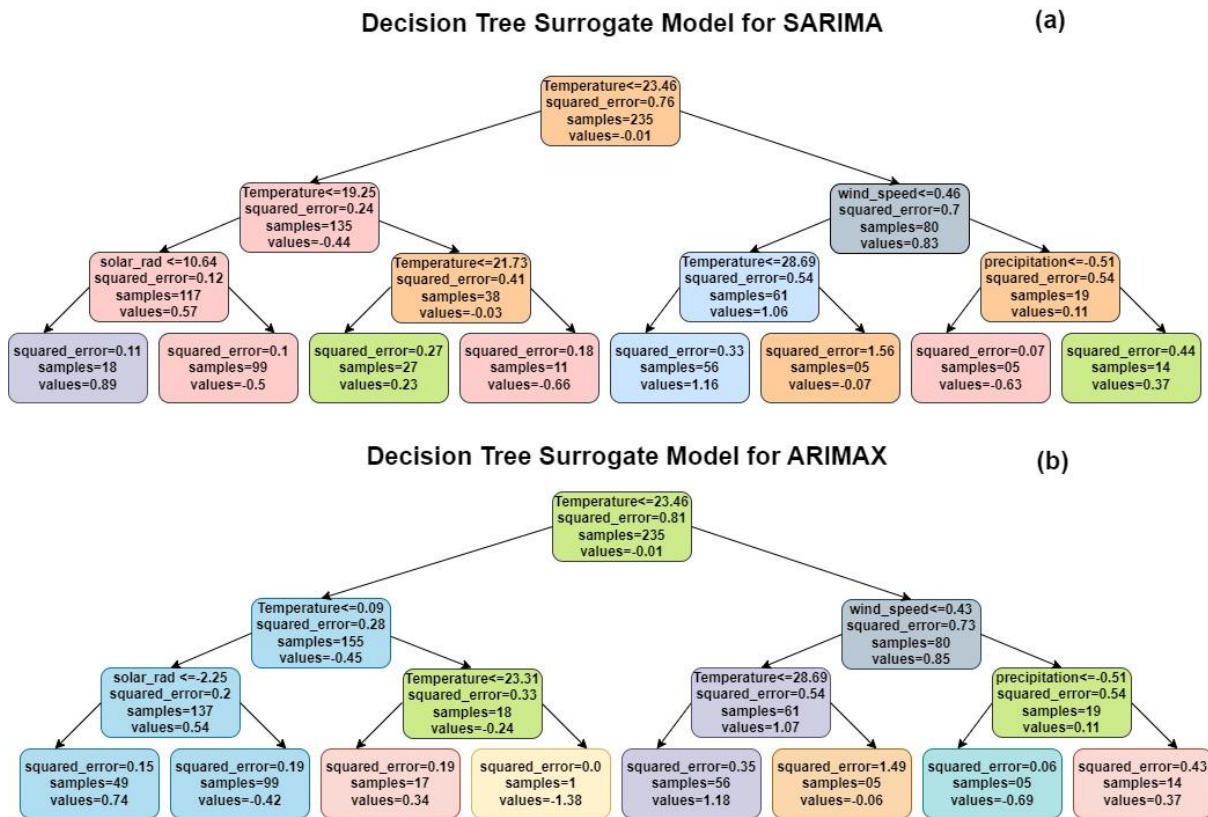 Decision Tree Surrogate Model for SARIMA
(a)
Temperature<=23.46
squared_error=0.76
samples=235
values=-0.01
Temperature<=19.25
squared_error=0.24
samples=135
values=-0.44
wind_speed<=0.46
squared_error=0.7
samples=80
values=0.83
solar_rad <=10.64
squared_error=0.12
samples=117
values=0.57
Temperature<=21.73
squared_error=0.41
samples=38
values=-0.03
Temperature<=28.69
squared_error=0.54
samples=61
values=1.06
precipitation<=-0.51
squared_error=0.54
samples=19
values=0.11
squared_error=0.11
samples=18
values=0.89
squared_error=0.1
samples=99
values=-0.5
squared_error=0.27
samples=27
values=0.23
squared_error=0.18
samples=11
values=-0.66
squared_error=0.33
samples=56
values=1.16
squared_error=1.56
samples=05
values=-0.07
squared_error=0.07
samples=05
values=-0.63
squared_error=0.44
samples=14
values=0.37
Decision Tree Surrogate Model for ARIMAX
(b)
Temperature<=23.46
squared_error=0.81
samples=235
values=-0.01
Temperature<=0.09
squared_error=0.28
samples=155
values=-0.45
wind_speed<=0.43
squared_error=0.73
samples=80
values=0.85
solar_rad <=-2.25
squared_error=0.2
samples=137
values=0.54
Temperature<=23.31
squared_error=0.33
samples=18
values=-0.24
Temperature<=28.69
squared_error=0.54
samples=61
values=1.07
precipitation<=-0.51
squared_error=0.54
samples=19
values=0.11
squared_error=0.15
samples=49
values=0.74
squared_error=0.19
samples=99
values=-0.42
squared_error=0.19
samples=17
values=0.34
squared_error=0.0
samples=1
values=-1.38
squared_error=0.35
samples=56
values=1.18
squared_error=1.49
samples=05
values=-0.06
squared_error=0.06
samples=05
values=-0.69
squared_error=0.43
samples=14
values=0.37